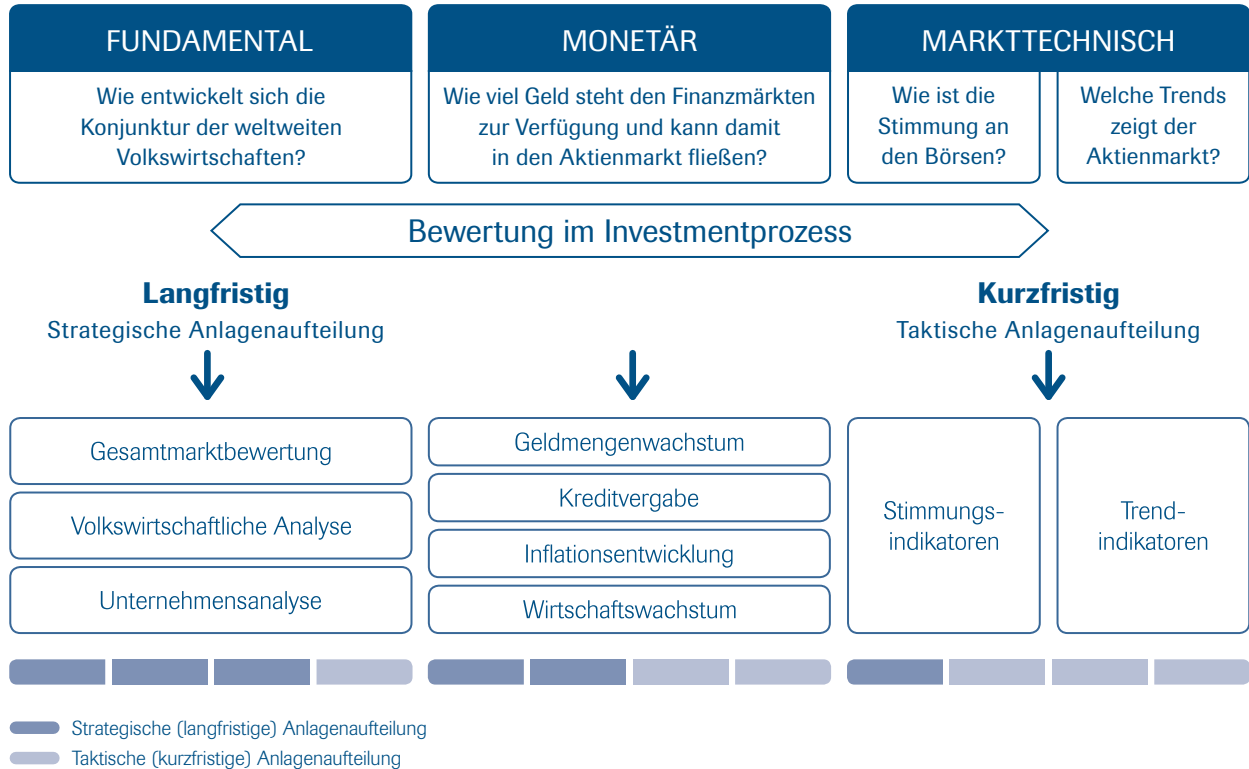 FUNDAMENTAL
Wie entwickelt sich die
Konjunktur der weltweiten
Volkswirtschaften?
MONETÄR
Wie viel Geld steht den Finanzmärkten
zur Verfügung und kann damit
in den Aktienmarkt fließen?
MARKTTECHNISCH
Wie ist die
Stimmung an
den Börsen?
Welche Trends
zeigt der
Aktienmarkt?
Bewertung im Investmentprozess
Langfristig
Strategische Anlagenaufteilung
Kurzfristig
Taktische Anlagenaufteilung
Gesamtmarktbewertung
Volkswirtschaftliche Analyse
Unternehmensanalyse
Geldmengenwachstum
Kreditvergabe
Inflationsentwicklung
Wirtschaftswachstum
Stimmungs-
indikatoren
Trend-
indikatoren
Strategische (langfristige) Anlagenaufteilung
Taktische (kurzfristige) Anlagenaufteilung